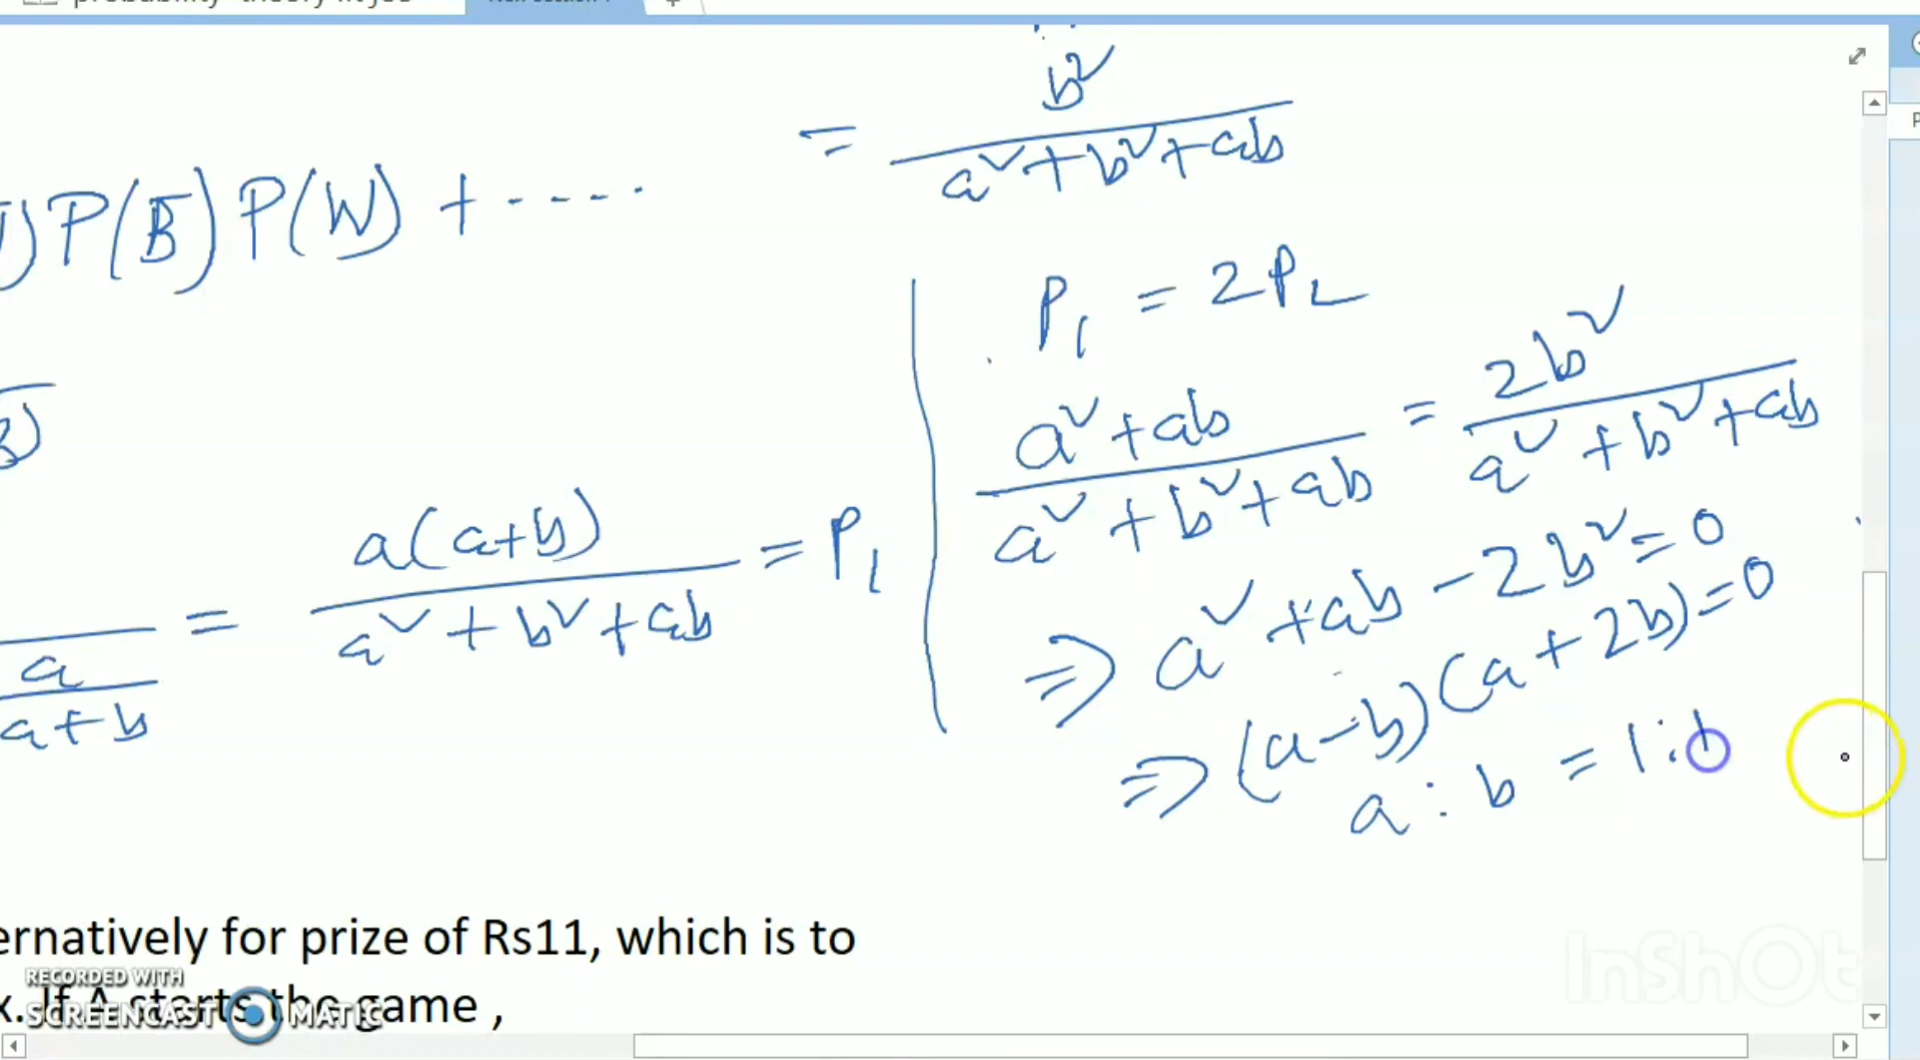 = b² / (a² + b² + ab)
P(B̄) P(W) + ....
P₁ = 2P₂
(a² + ab) / (a² + b² + ab) = 2b² / (a² + b² + ab)
a(a+b) / (a² + b² + ab) = P₁
a / (a+b) =
⇒ a² + ab - 2b² = 0
⇒ (a-b)(a+2b) = 0
a : b = 1 :
ernatively for prize of Rs11, which is to
x. If A starts the game ,
RECORDED WITH
SCREENCAST MATIC
InShot